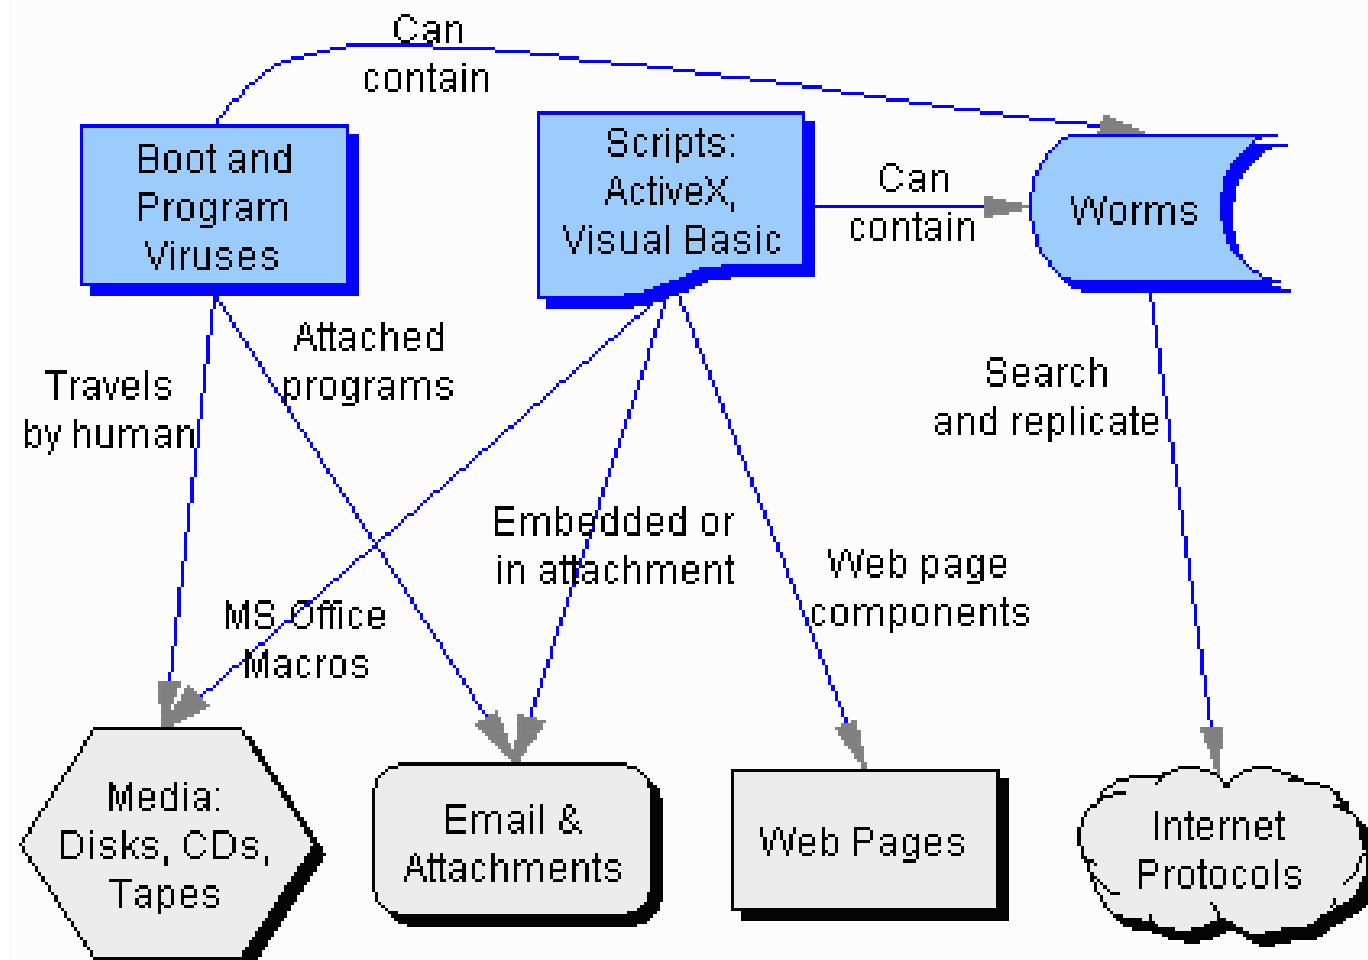 Can
contain
Boot and
Program
Viruses
Scripts:
ActiveX,
Visual Basic
Can
contain
Worms
Attached
programs
Travels
by human
Search
and replicate
Embedded or
in attachment
Web page
components
MS Office
Macros
Media:
Disks, CDs,
Tapes
Email &
Attachments
Web Pages
Internet
Protocols